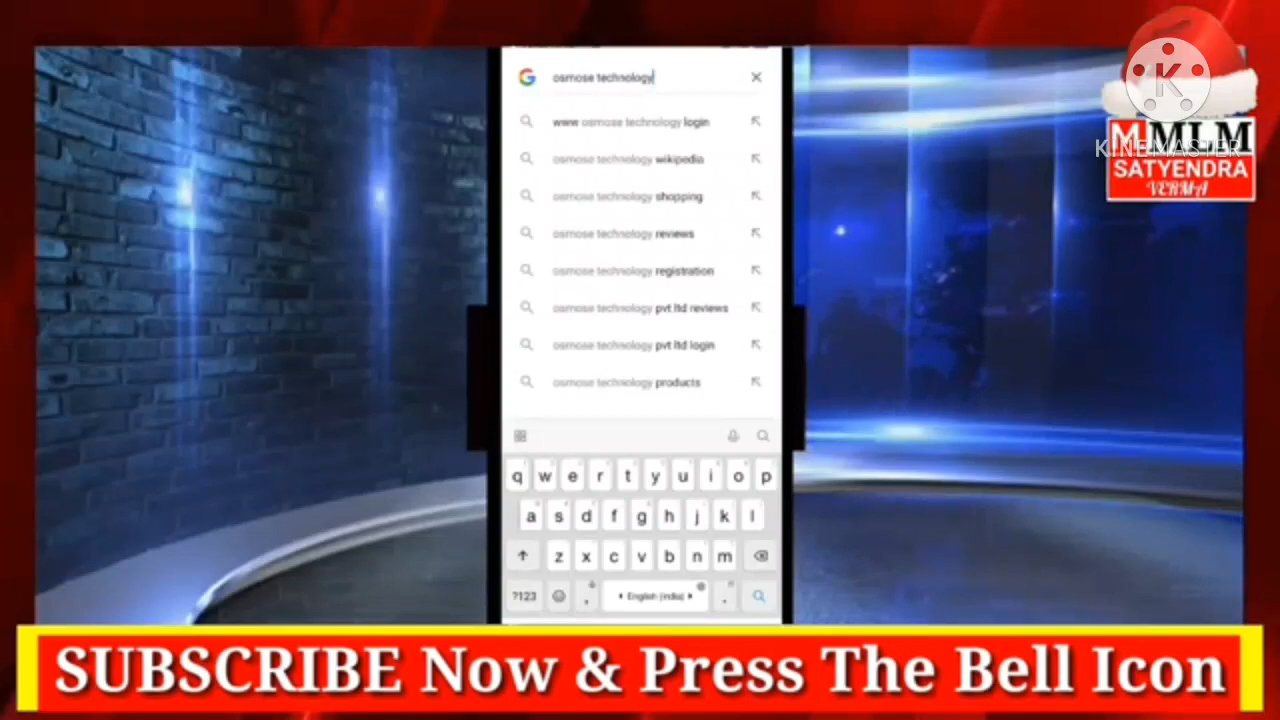 osmose technology
www osmose technology login
osmose technology wikipedia
osmose technology shopping
osmose technology reviews
osmose technology registration
osmose technology pvt ltd reviews
osmose technology pvt ltd login
osmose technology products
q w e r t y u i o p
a s d f g h j k l
z x c v b n m
?123 , English (India) .
K
KINEMASTER
MMLM
SATYENDRA
VERMA
SUBSCRIBE Now & Press The Bell Icon